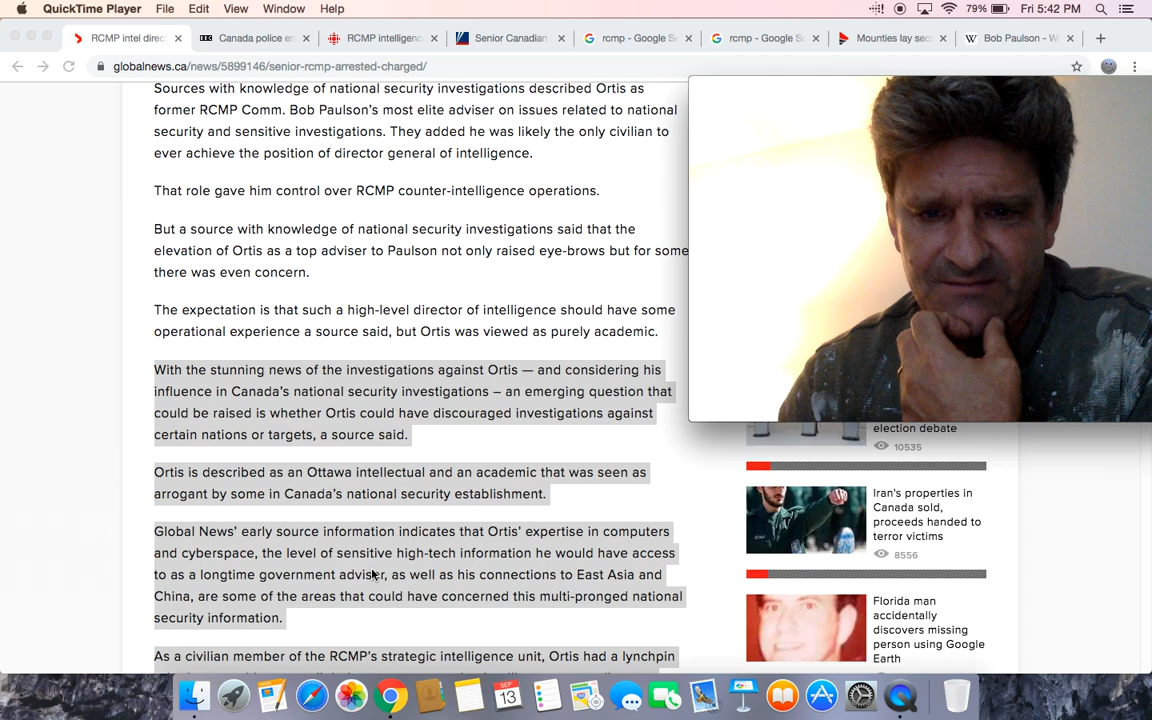 QuickTime Player File Edit View Window Help 79% Fri 5:42 PM
RCMP intel direc Canada police en RCMP intelligenc Senior Canadian rcmp - Google Se rcmp - Google Se Mounties lay sec Bob Paulson - W
globalnews.ca/news/5899146/senior-rcmp-arrested-charged/
Sources with knowledge of national security investigations described Ortis as
former RCMP Comm. Bob Paulson's most elite adviser on issues related to national
security and sensitive investigations. They added he was likely the only civilian to
ever achieve the position of director general of intelligence.
That role gave him control over RCMP counter-intelligence operations.
But a source with knowledge of national security investigations said that the
elevation of Ortis as a top adviser to Paulson not only raised eye-brows but for some
there was even concern.
The expectation is that such a high-level director of intelligence should have some
operational experience a source said, but Ortis was viewed as purely academic.
With the stunning news of the investigations against Ortis — and considering his
influence in Canada's national security investigations – an emerging question that
could be raised is whether Ortis could have discouraged investigations against
certain nations or targets, a source said.
Ortis is described as an Ottawa intellectual and an academic that was seen as
arrogant by some in Canada's national security establishment.
Global News' early source information indicates that Ortis' expertise in computers
and cyberspace, the level of sensitive high-tech information he would have access
to as a longtime government adviser, as well as his connections to East Asia and
China, are some of the areas that could have concerned this multi-pronged national
security information.
As a civilian member of the RCMP's strategic intelligence unit, Ortis had a lynchpin
election debate
10535
Iran's properties in
Canada sold,
proceeds handed to
terror victims
8556
Florida man
accidentally
discovers missing
person using Google
Earth
SEP
13